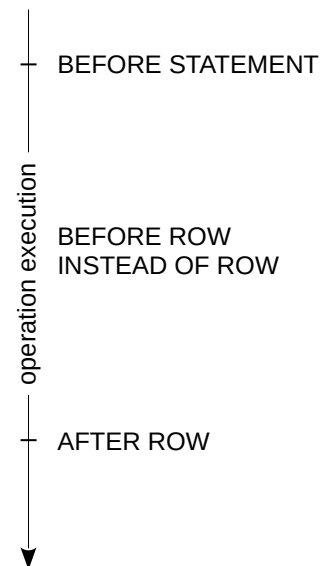 BEFORE STATEMENT
operation execution
BEFORE ROW
INSTEAD OF ROW
AFTER ROW